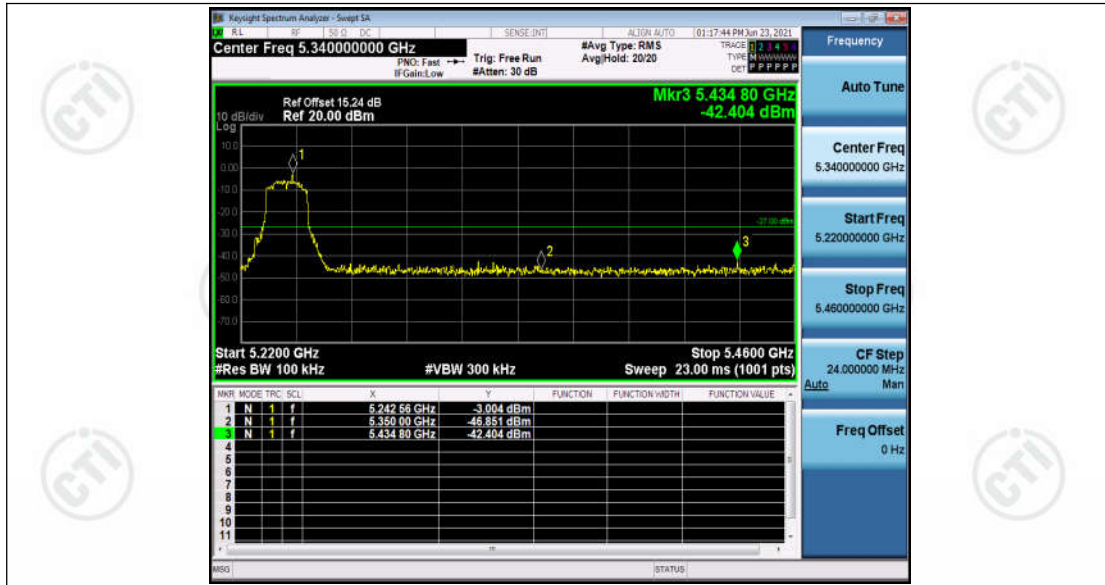 Keysight Spectrum Analyzer - Swept SA
RL RF 50 Ω DC SENSE:INT ALIGN AUTO 01:17:44 PM Jun 23, 2021
Center Freq 5.340000000 GHz
PNO: Fast
IFGain:Low
Trig: Free Run
#Atten: 30 dB
#Avg Type: RMS
Avg|Hold: 20/20
TRACE 1 2 3 4 5 6
TYPE M
DET P P P P P P
Frequency
Auto Tune
Center Freq
5.340000000 GHz
Start Freq
5.220000000 GHz
Stop Freq
5.460000000 GHz
CF Step
24.000000 MHz
Auto Man
Freq Offset
0 Hz
Mkr3 5.434 80 GHz
-42.404 dBm
Ref Offset 15.24 dB
10 dB/div Ref 20.00 dBm
Log
10.0
0.00
-10.0
-20.0
-30.0
-40.0
-50.0
-60.0
-70.0
1
2
3
-37.00 dBm
Start 5.2200 GHz Stop 5.4600 GHz
#Res BW 100 kHz #VBW 300 kHz Sweep 23.00 ms (1001 pts)
MKR MODE TRC SCL X Y FUNCTION FUNCTION WIDTH FUNCTION VALUE
1 N 1 f 5.242 56 GHz -3.004 dBm
2 N 1 f 5.350 00 GHz -46.851 dBm
3 N 1 f 5.434 80 GHz -42.404 dBm
4
5
6
7
8
9
10
11
MSG STATUS
CTI
CTI
CTI
CTI